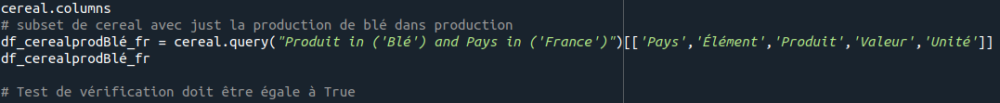 cereal.columns
# subset de cereal avec just la production de blé dans production
df_cerealprodBlé_fr = cereal.query("Produit in ('Blé') and Pays in ('France')")[['Pays','Élément','Produit','Valeur','Unité']]
df_cerealprodBlé_fr
# Test de vérification doit être égale à True